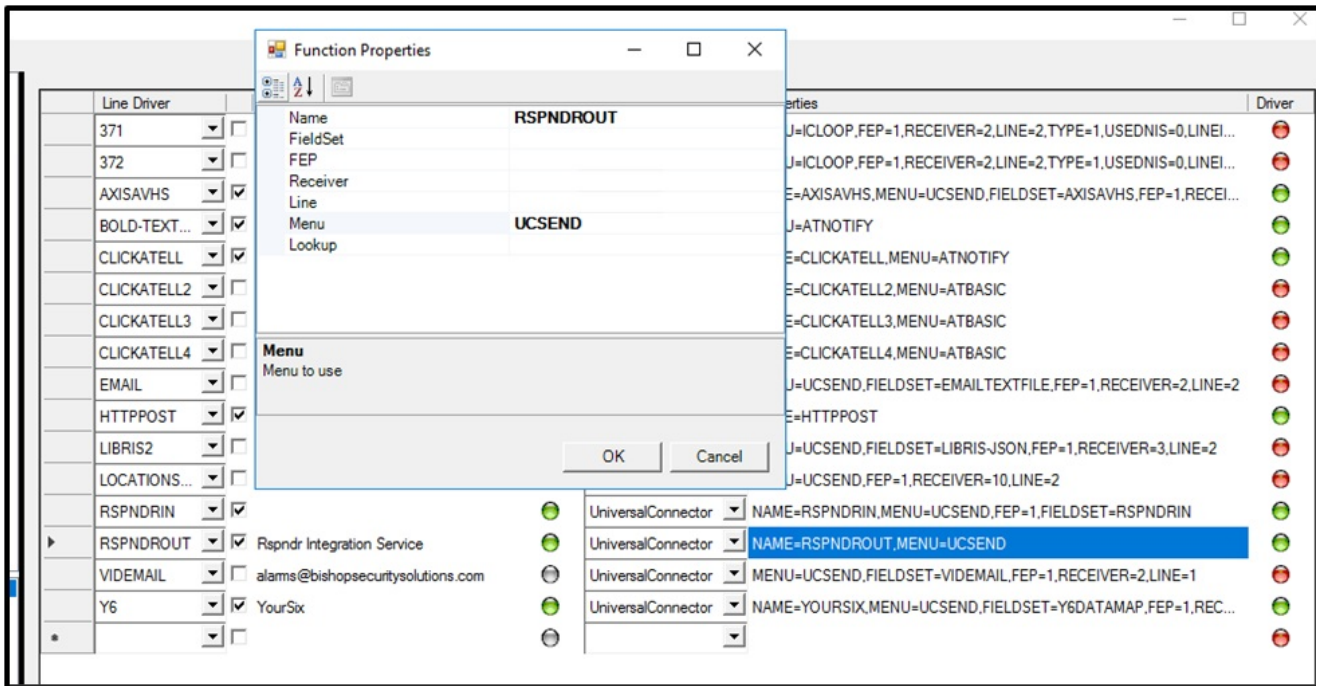 Function Properties
Name RSPNDROUT
FieldSet
FEP
Receiver
Line
Menu UCSEND
Lookup
Menu
Menu to use
OK Cancel
Line Driver erties Driver
371 U=ICLOOP,FEP=1,RECEIVER=2,LINE=2,TYPE=1,USEDNIS=0,LINEI...
372 U=ICLOOP,FEP=1,RECEIVER=2,LINE=2,TYPE=1,USEDNIS=0,LINEI...
AXISAVHS E=AXISAVHS,MENU=UCSEND,FIELDSET=AXISAVHS,FEP=1,RECEI...
BOLD-TEXT... U=ATNOTIFY
CLICKATELL E=CLICKATELL,MENU=ATNOTIFY
CLICKATELL2 E=CLICKATELL2,MENU=ATBASIC
CLICKATELL3 E=CLICKATELL3,MENU=ATBASIC
CLICKATELL4 E=CLICKATELL4,MENU=ATBASIC
EMAIL U=UCSEND,FIELDSET=EMAILTEXTFILE,FEP=1,RECEIVER=2,LINE=2
HTTPPOST E=HTTPPOST
LIBRIS2 U=UCSEND,FIELDSET=LIBRIS-JSON,FEP=1,RECEIVER=3,LINE=2
LOCATIONS... U=UCSEND,FEP=1,RECEIVER=10,LINE=2
RSPNDRIN UniversalConnector NAME=RSPNDRIN,MENU=UCSEND,FEP=1,FIELDSET=RSPNDRIN
RSPNDROUT Rspndr Integration Service UniversalConnector NAME=RSPNDROUT,MENU=UCSEND
VIDEMAIL alarms@bishopsecuritysolutions.com UniversalConnector MENU=UCSEND,FIELDSET=VIDEMAIL,FEP=1,RECEIVER=2,LINE=1
Y6 YourSix UniversalConnector NAME=YOURSIX,MENU=UCSEND,FIELDSET=Y6DATAMAP,FEP=1,REC...